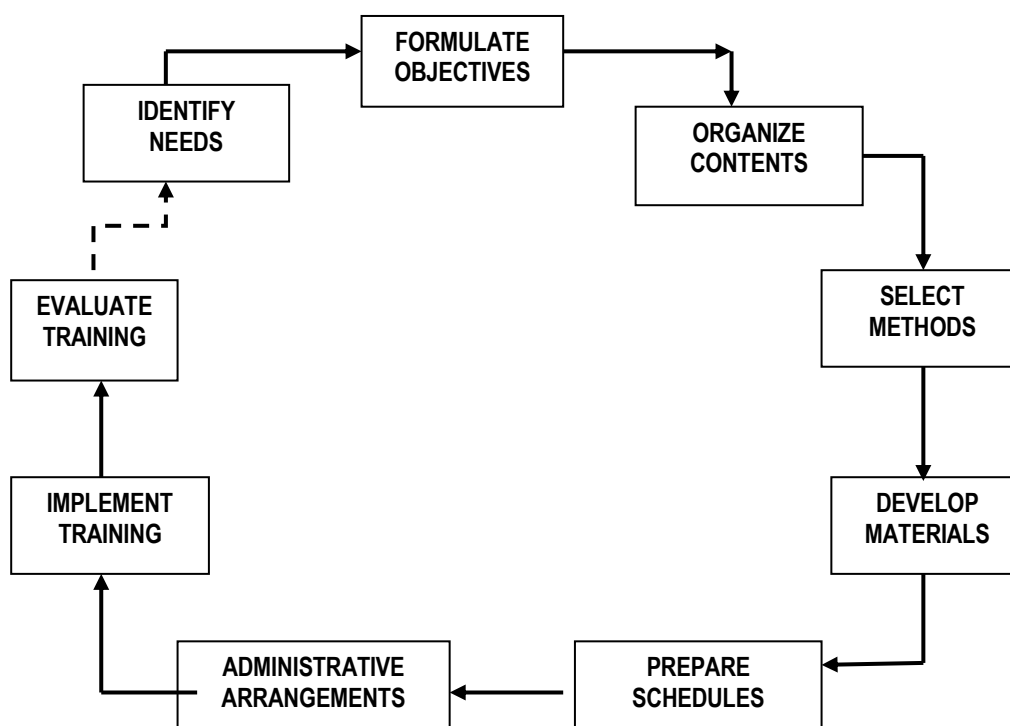 FORMULATE
OBJECTIVES
IDENTIFY
NEEDS
ORGANIZE
CONTENTS
SELECT
METHODS
EVALUATE
TRAINING
DEVELOP
MATERIALS
IMPLEMENT
TRAINING
PREPARE
SCHEDULES
ADMINISTRATIVE
ARRANGEMENTS